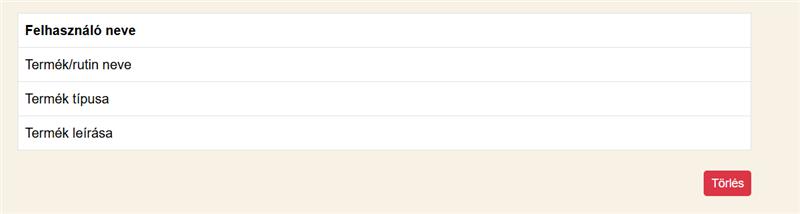 Felhasználó neve
Termék/rutin neve
Termék típusa
Termék leírása
Törlés